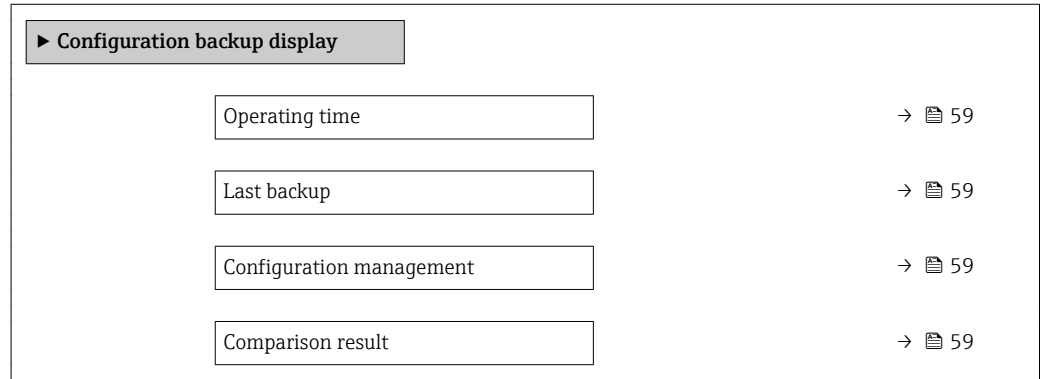 ▶ Configuration backup display
Operating time → 59
Last backup → 59
Configuration management → 59
Comparison result → 59